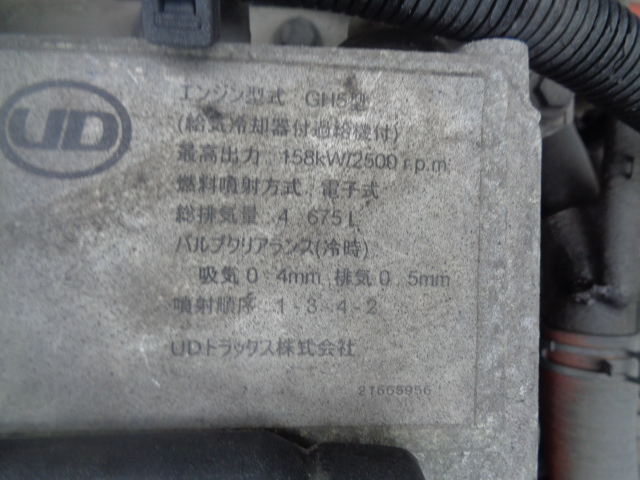 UD
エンジン型式 GH5型
(給気冷却器付過給機付)
最高出力 158kW/2500r.p.m.
燃料噴射方式 電子式
総排気量 4.675L
バルブクリアランス(冷時)
吸気0.4mm 排気0.5mm
噴射順序 1-3-4-2
UDトラックス株式会社
21665956